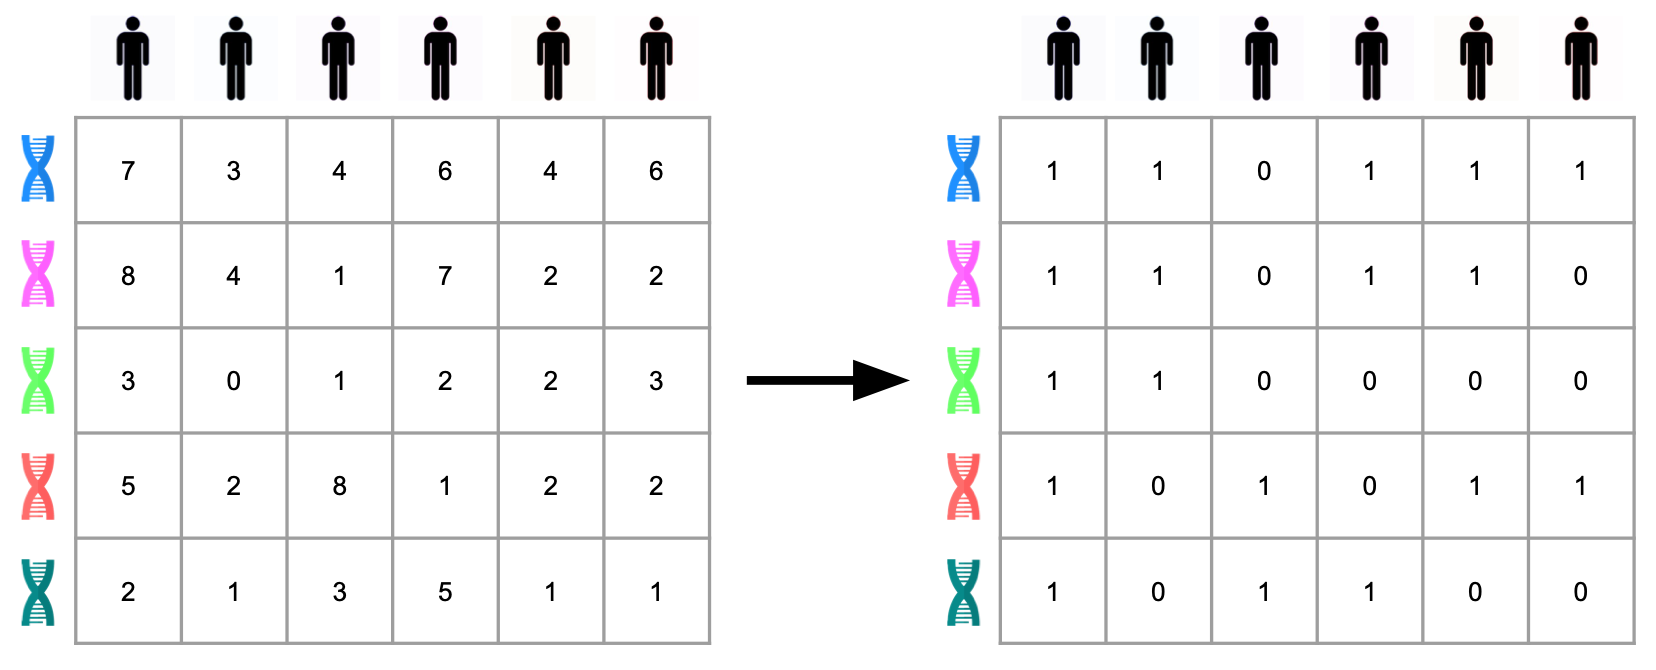 7 3 4 6 4 6 1 1 0 1 1 1
8 4 1 7 2 2 1 1 0 1 1 0
3 0 1 2 2 3 1 1 0 0 0 0
5 2 8 1 2 2 1 0 1 0 1 1
2 1 3 5 1 1 1 0 1 1 0 0